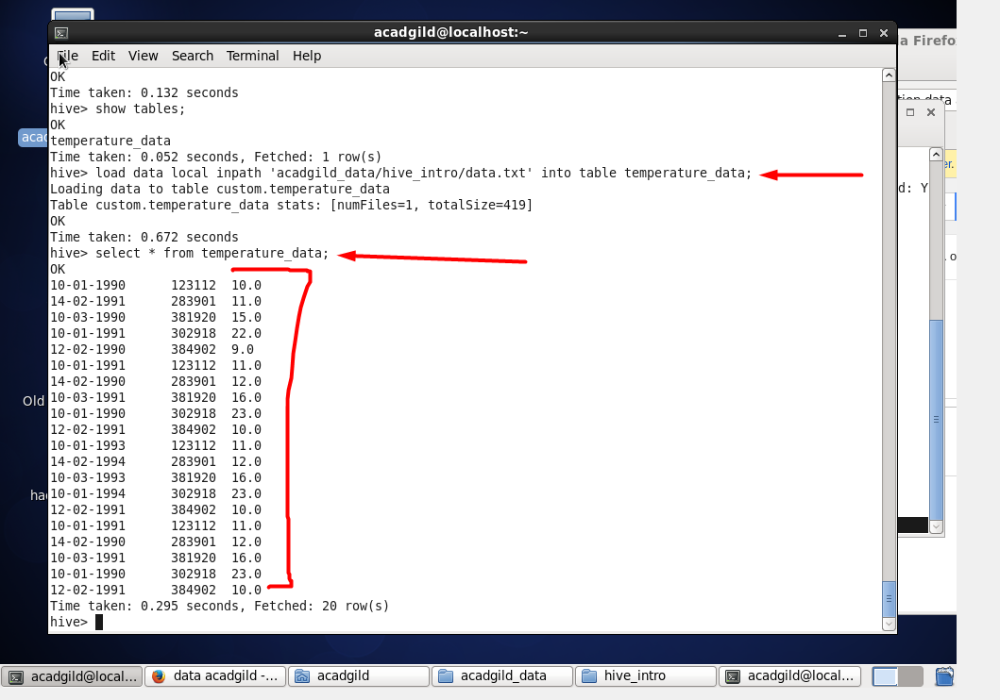 acadgild@localhost:~
File Edit View Search Terminal Help
OK
Time taken: 0.132 seconds
hive> show tables;
OK
temperature_data
Time taken: 0.052 seconds, Fetched: 1 row(s)
hive> load data local inpath 'acadgild_data/hive_intro/data.txt' into table temperature_data;
Loading data to table custom.temperature_data
Table custom.temperature_data stats: [numFiles=1, totalSize=419]
OK
Time taken: 0.672 seconds
hive> select * from temperature_data;
OK
10-01-1990 123112 10.0
14-02-1991 283901 11.0
10-03-1990 381920 15.0
10-01-1991 302918 22.0
12-02-1990 384902 9.0
10-01-1991 123112 11.0
14-02-1990 283901 12.0
10-03-1991 381920 16.0
10-01-1990 302918 23.0
12-02-1991 384902 10.0
10-01-1993 123112 11.0
14-02-1994 283901 12.0
10-03-1993 381920 16.0
10-01-1994 302918 23.0
12-02-1991 384902 10.0
10-01-1991 123112 11.0
14-02-1990 283901 12.0
10-03-1991 381920 16.0
10-01-1990 302918 23.0
12-02-1991 384902 10.0
Time taken: 0.295 seconds, Fetched: 20 row(s)
hive>
a Firefo
tion data
er.
d: Y
acad
Old
acadgild@local...
data acadgild -...
acadgild
acadgild_data
hive_intro
acadgild@local...